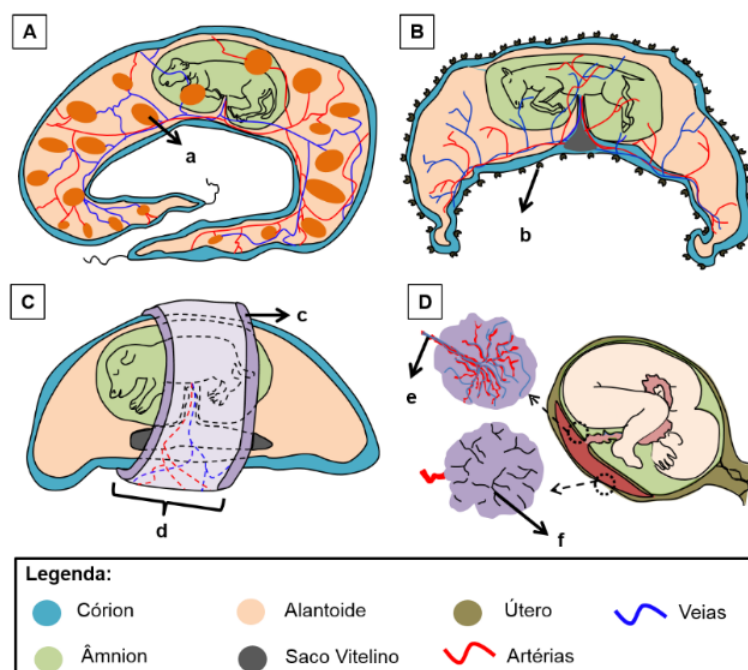 A
B
a
b
C
D
c
e
d
f
Legenda:
Córion
Alantoide
Útero
Veias
Âmnion
Saco Vitelino
Artérias